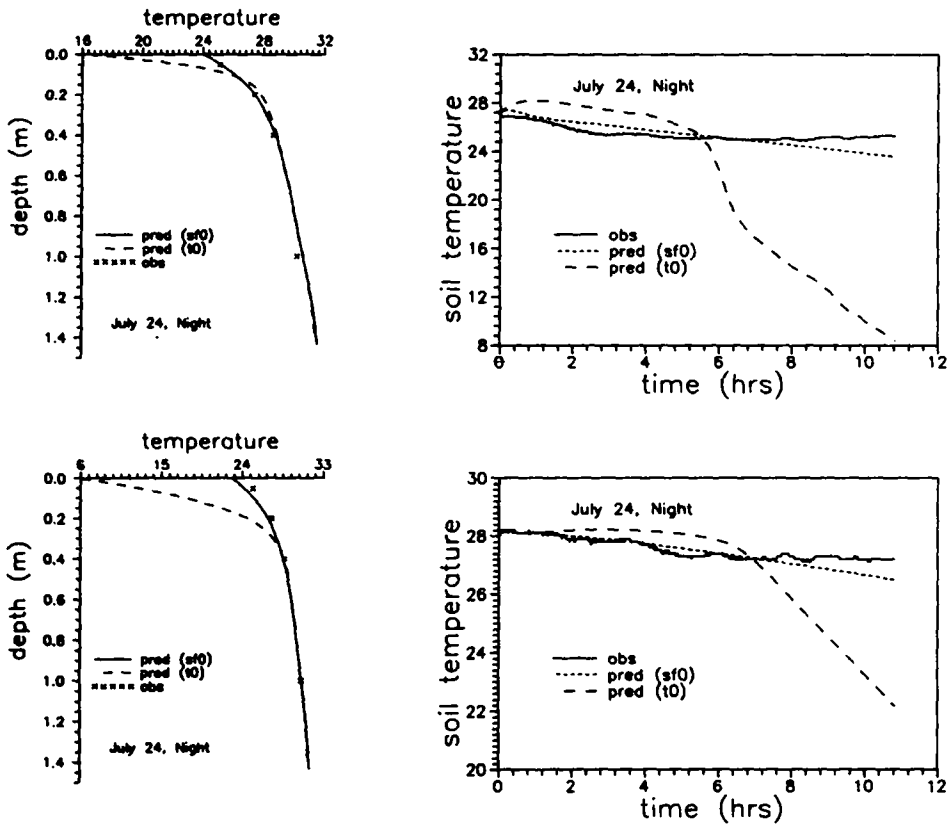 temperature
16 20 24 28 32
0.0
0.2
0.4
0.6
0.8
1.0
1.2
1.4
depth (m)
pred (sf0)
pred (t0)
obs
July 24, Night
32
28
24
20
16
12
8
soil temperature
July 24, Night
obs
pred (sf0)
pred (t0)
0 2 4 6 8 10 12
time (hrs)
temperature
6 15 24 33
0.0
0.2
0.4
0.6
0.8
1.0
1.2
1.4
depth (m)
pred (sf0)
pred (t0)
obs
July 24, Night
30
28
26
24
22
20
soil temperature
July 24, Night
obs
pred (sf0)
pred (t0)
0 2 4 6 8 10 12
time (hrs)